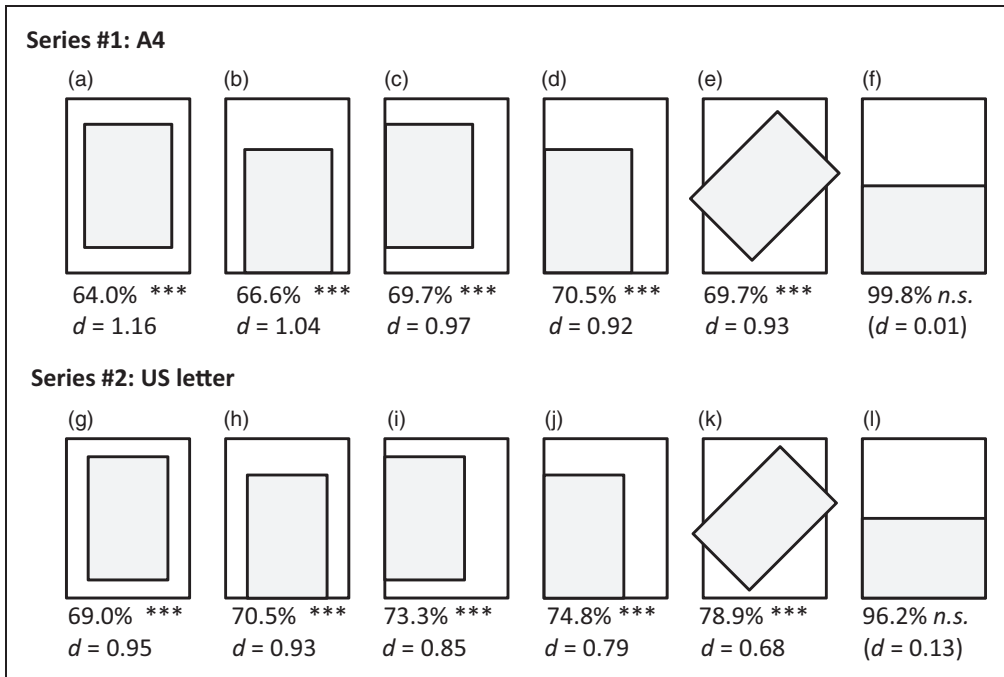 Series #1: A4
(a) (b) (c) (d) (e) (f)
64.0% *** 66.6% *** 69.7% *** 70.5% *** 69.7% *** 99.8% n.s.
d = 1.16 d = 1.04 d = 0.97 d = 0.92 d = 0.93 (d = 0.01)
Series #2: US letter
(g) (h) (i) (j) (k) (l)
69.0% *** 70.5% *** 73.3% *** 74.8% *** 78.9% *** 96.2% n.s.
d = 0.95 d = 0.93 d = 0.85 d = 0.79 d = 0.68 (d = 0.13)